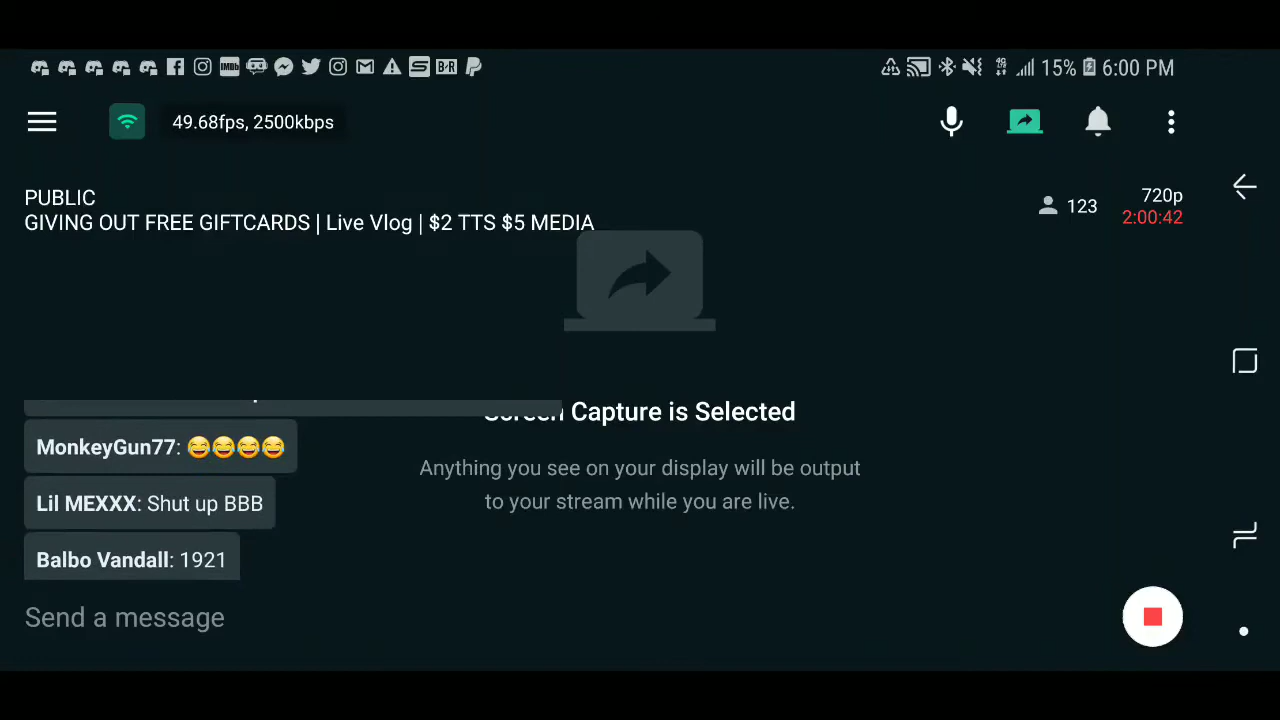 15% 6:00 PM
49.68fps, 2500kbps
PUBLIC
GIVING OUT FREE GIFTCARDS | Live Vlog | $2 TTS $5 MEDIA
123
720p
2:00:42
Screen Capture is Selected
Anything you see on your display will be output
to your stream while you are live.
MonkeyGun77: 😂😂😂😂
Lil MEXXX: Shut up BBB
Balbo Vandall: 1921
Send a message